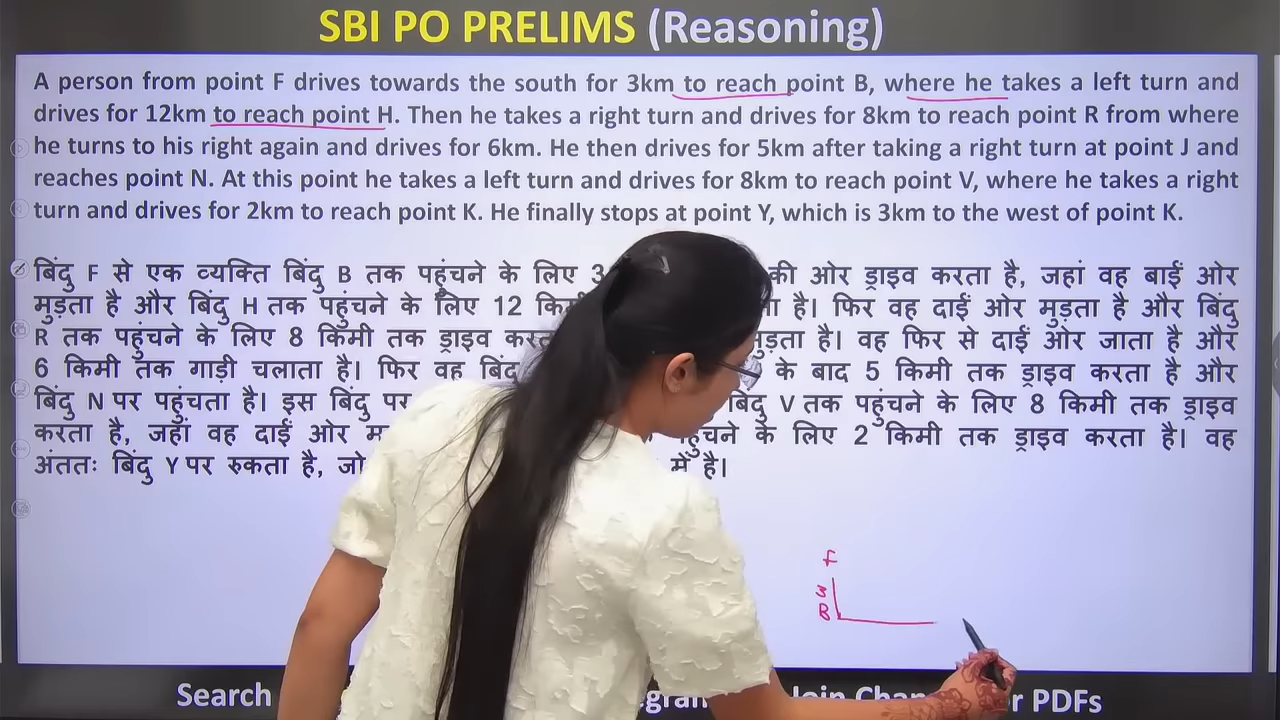 SBI PO PRELIMS (Reasoning)
A person from point F drives towards the south for 3km to reach point B, where he takes a left turn and
drives for 12km to reach point H. Then he takes a right turn and drives for 8km to reach point R from where
he turns to his right again and drives for 6km. He then drives for 5km after taking a right turn at point J and
reaches point N. At this point he takes a left turn and drives for 8km to reach point V, where he takes a right
turn and drives for 2km to reach point K. He finally stops at point Y, which is 3km to the west of point K.
बिंदु F से एक व्यक्ति बिंदु B तक पहुंचने के लिए 3 की ओर ड्राइव करता है, जहां वह बाईं ओर
मुड़ता है और बिंदु H तक पहुंचने के लिए 12 है। फिर वह दाईं ओर मुड़ता है और बिंदु
R तक पहुंचने के लिए 8 किमी तक ड्राइव है। वह फिर से दाईं ओर जाता है और
6 किमी तक गाड़ी चलाता है। फिर वह के बाद 5 किमी तक ड्राइव करता है और
बिंदु N पर पहुंचता है। इस बिंदु पर बिंदु V तक पहुंचने के लिए 8 किमी तक ड्राइव
करता है, जहां वह दाईं ओर के लिए 2 किमी तक ड्राइव करता है। वह
अंततः बिंदु Y पर रुकता है, जो में है।
F
3
B
Search Join or PDFs